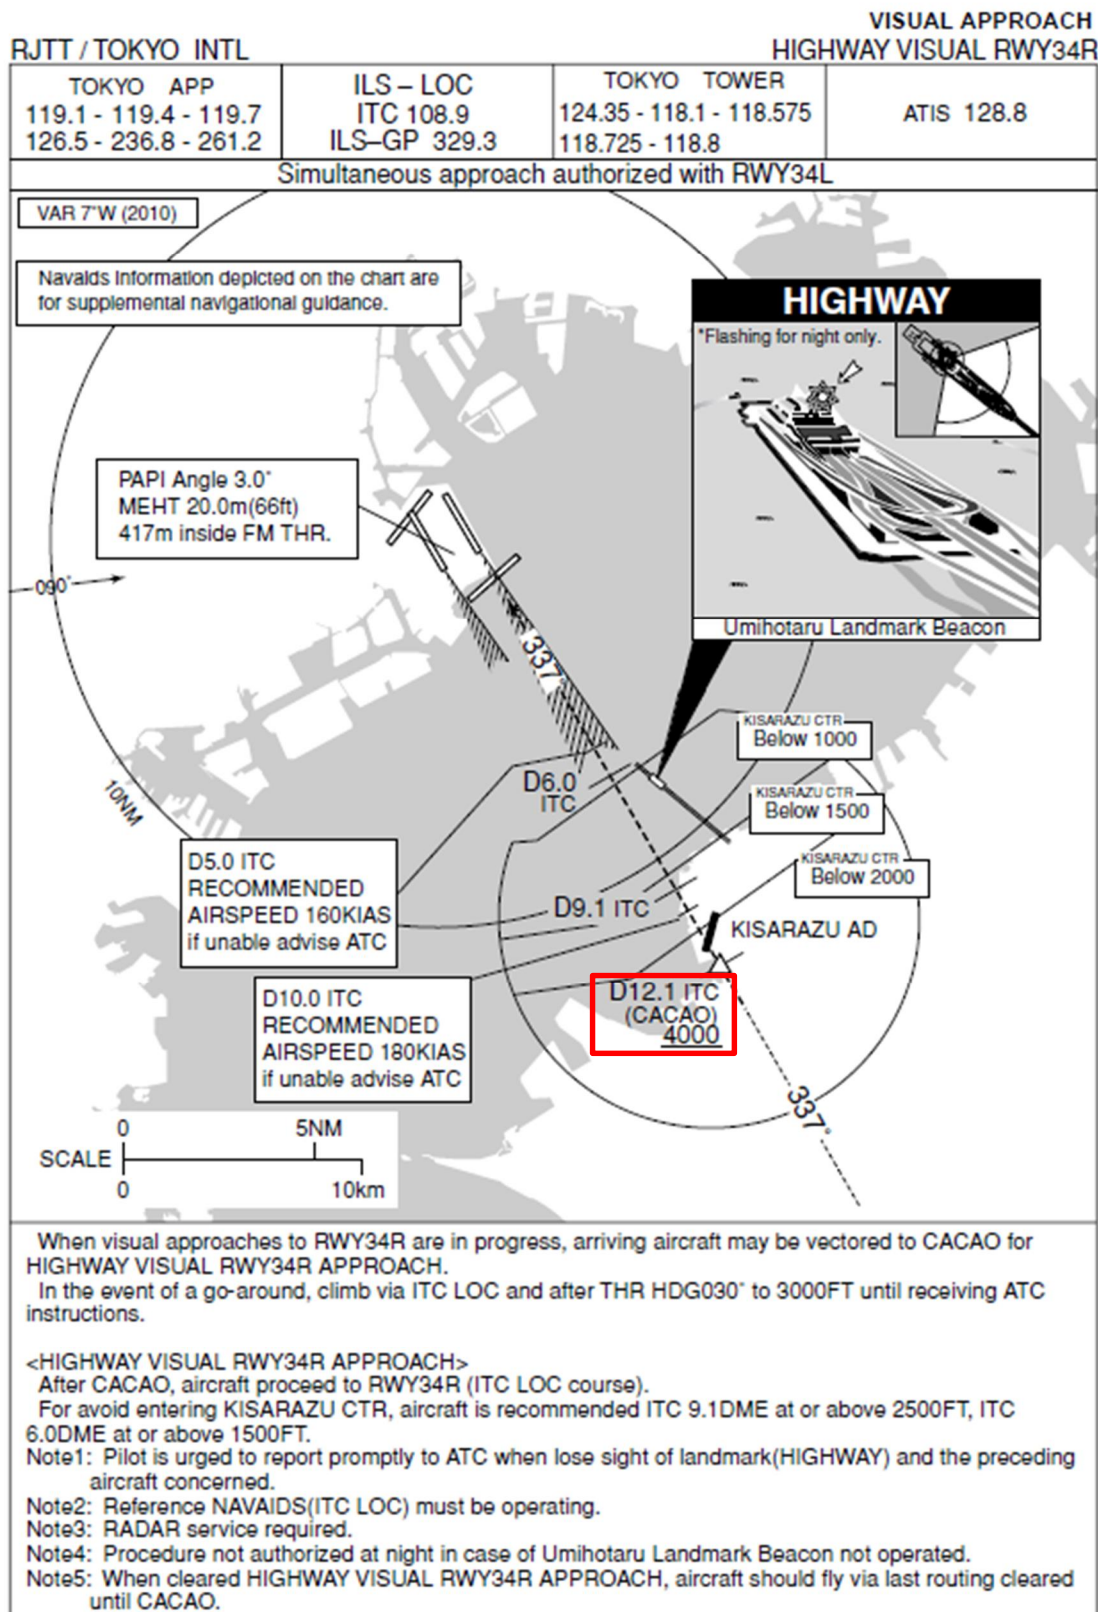 VISUAL APPROACH
RJTT / TOKYO INTL
HIGHWAY VISUAL RWY34R
TOKYO APP
119.1 - 119.4 - 119.7
126.5 - 236.8 - 261.2
ILS – LOC
ITC 108.9
ILS–GP 329.3
TOKYO TOWER
124.35 - 118.1 - 118.575
118.725 - 118.8
ATIS 128.8
Simultaneous approach authorized with RWY34L
VAR 7°W (2010)
Navaids Information depicted on the chart are
for supplemental navigational guidance.
HIGHWAY
*Flashing for night only.
Umihotaru Landmark Beacon
PAPI Angle 3.0°
MEHT 20.0m(66ft)
417m inside FM THR.
090°
337°
KISARAZU CTR
Below 1000
D6.0
ITC
10NM
KISARAZU CTR
Below 1500
D5.0 ITC
RECOMMENDED
AIRSPEED 160KIAS
if unable advise ATC
KISARAZU CTR
Below 2000
D9.1 ITC
KISARAZU AD
D10.0 ITC
RECOMMENDED
AIRSPEED 180KIAS
if unable advise ATC
D12.1 ITC
(CACAO)
4000
337°
0 5NM
SCALE
0 10km
When visual approaches to RWY34R are in progress, arriving aircraft may be vectored to CACAO for
HIGHWAY VISUAL RWY34R APPROACH.
In the event of a go-around, climb via ITC LOC and after THR HDG030° to 3000FT until receiving ATC
instructions.
<HIGHWAY VISUAL RWY34R APPROACH>
After CACAO, aircraft proceed to RWY34R (ITC LOC course).
For avoid entering KISARAZU CTR, aircraft is recommended ITC 9.1DME at or above 2500FT, ITC
6.0DME at or above 1500FT.
Note1: Pilot is urged to report promptly to ATC when lose sight of landmark(HIGHWAY) and the preceding
aircraft concerned.
Note2: Reference NAVAIDS(ITC LOC) must be operating.
Note3: RADAR service required.
Note4: Procedure not authorized at night in case of Umihotaru Landmark Beacon not operated.
Note5: When cleared HIGHWAY VISUAL RWY34R APPROACH, aircraft should fly via last routing cleared
until CACAO.